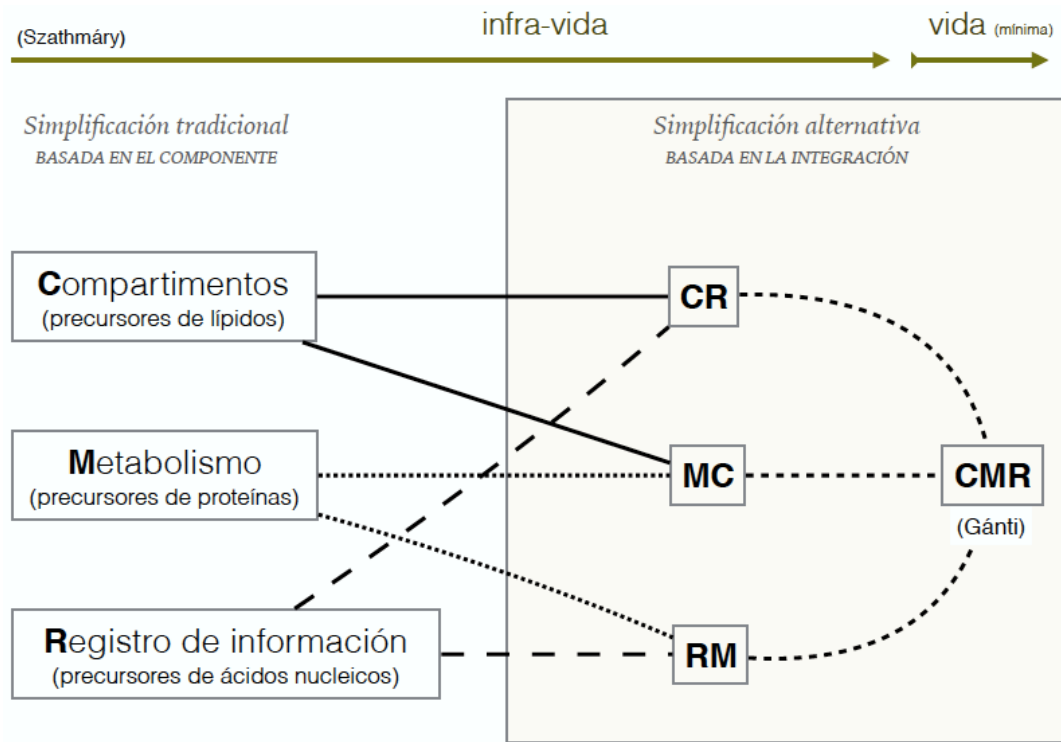 (Szathmáry)
infra-vida
vida (mínima)
Simplificación tradicional
BASADA EN EL COMPONENTE
Simplificación alternativa
BASADA EN LA INTEGRACIÓN
Compartimentos
(precursores de lípidos)
CR
Metabolismo
(precursores de proteínas)
MC
CMR
(Gánti)
Registro de información
(precursores de ácidos nucleicos)
RM